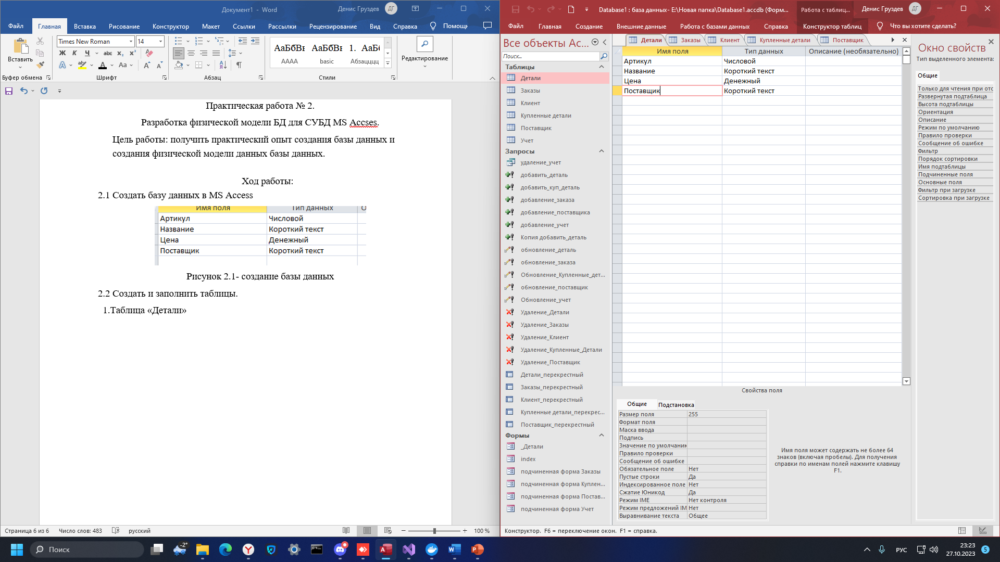 Документ1 - Word
Денис Груздев
ДГ
Файл
Главная
Вставка
Рисование
Конструктор
Макет
Ссылки
Рассылки
Рецензирование
Вид
Справка
Помощн
Вставить
Times New Roman
14
Ж К Ч abc x₂ x²
Aa
АаБбВı АаБбВı 1. АаБб
АААА
basic
Абзацццц
Редактирование
Буфер обмена
Шрифт
Абзац
Стили
Практическая работа № 2.
Разработка физической модели БД для СУБД MS Accses.
Цель работы: получить практический опыт создания базы данных и
создания физической модели данных базы данных.
Ход работы:
2.1 Создать базу данных в MS Access
Имя поля Тип данных О
Артикул Числовой
Название Короткий текст
Цена Денежный
Поставщик Короткий текст
Рисунок 2.1- создание базы данных
2.2 Создать и заполнить таблицы.
1.Таблица «Детали»
Страница 6 из 6
Число слов: 483
русский
100 %
Database1 : база данных- E:\Новая папка\Database1.accdb (Форм...
Работа с таблиц...
Денис Груздев
ДГ
Файл
Главная
Создание
Внешние данные
Работа с базами данных
Справка
Конструктор таблиц
Что вы хотите сделать?
Все объекты Ac...
Поиск...
Таблицы
Детали
Заказы
Клиент
Купленные детали
Поставщик
Учет
Запросы
удаление_учет
добавить_деталь
добавить_куп_деталь
добавление_заказа
добавление_поставщика
добавление_учет
Копия добавить_деталь
обновление_деталь
обновление_заказа
Обновление_Купленные_дет...
обновление_поставщик
Обновление_учет
Удаление_Детали
Удаление_Заказы
Удаление_Клиент
Удаление_Купленные_Детали
Удаление_Поставщик
Детали_перекрестный
Заказы_перекрестный
Клиент_перекрестный
Купленные детали_перекрес...
Поставщик_перекрестный
Формы
_Детали
index
подчиненная форма Заказы
подчиненная форма Куплен...
подчиненная форма Постав...
подчиненная форма Учет
Детали
Заказы
Клиент
Купленные детали
Поставщик
Имя поля Тип данных Описание (необязательно)
Артикул Числовой
Название Короткий текст
Цена Денежный
Поставщик Короткий текст
Свойства поля
Общие Подстановка
Размер поля 255
Формат поля
Маска ввода
Подпись
Значение по умолчани
Правило проверки
Сообщение об ошибке
Обязательное поле Нет
Пустые строки Да
Индексированное поле Нет
Сжатие Юникод Да
Режим IME Нет контроля
Режим предложений IM Нет
Выравнивание текста Общее
Имя поля может содержать не более 64
знаков (включая пробелы). Для получения
справки по именам полей нажмите клавишу
F1.
Окно свойств
Тип выделенного элемента:
Общие
Только для чтения при отс
Развернутая подтаблица
Высота подтаблицы
Ориентация
Описание
Режим по умолчанию
Правило проверки
Сообщение об ошибке
Фильтр
Порядок сортировки
Имя подтаблицы
Подчиненные поля
Основные поля
Фильтр при загрузке
Сортировка при загрузке
Конструктор. F6 = переключение окон. F1 = справка.
Поиск
-2°
РУС
23:23
27.10.2023
5